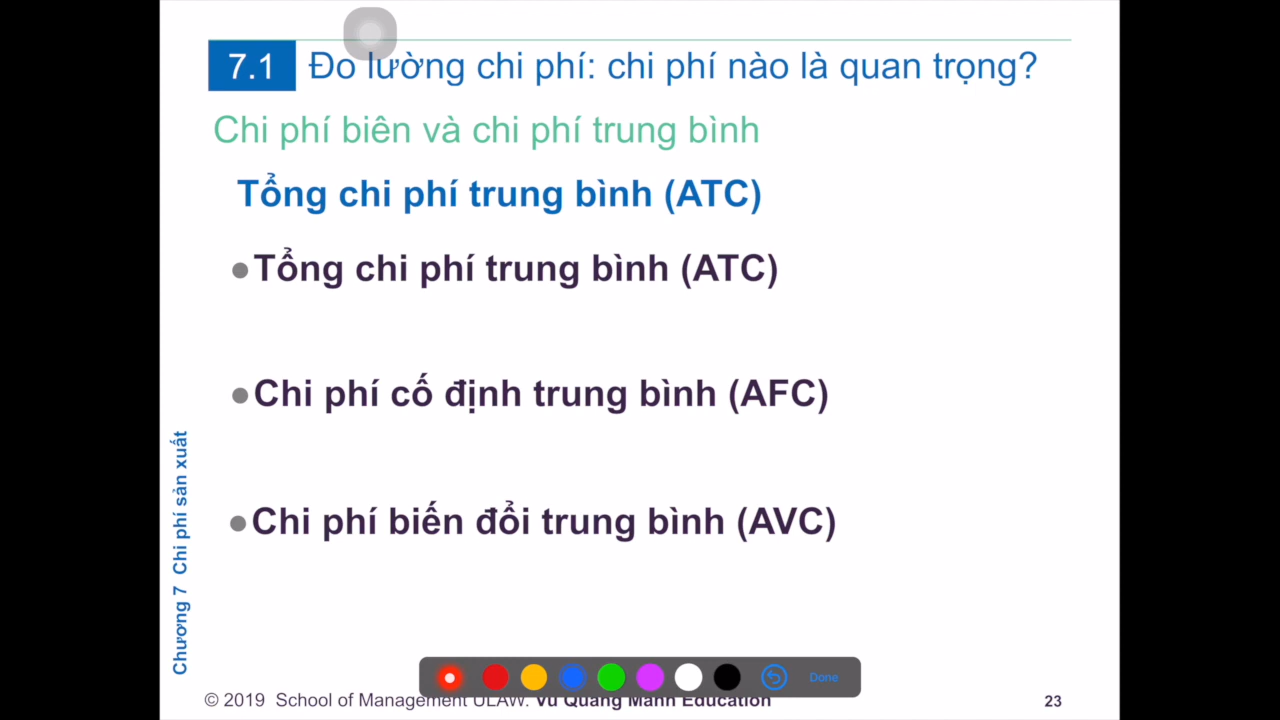 7.1 Đo lường chi phí: chi phí nào là quan trọng?
Chi phí biên và chi phí trung bình
Tổng chi phí trung bình (ATC)
●Tổng chi phí trung bình (ATC)
●Chi phí cố định trung bình (AFC)
●Chi phí biến đổi trung bình (AVC)
Chương 7 Chi phí sản xuất
Done
© 2019 School of Management ULAW. Vu Quang Manh Education
23